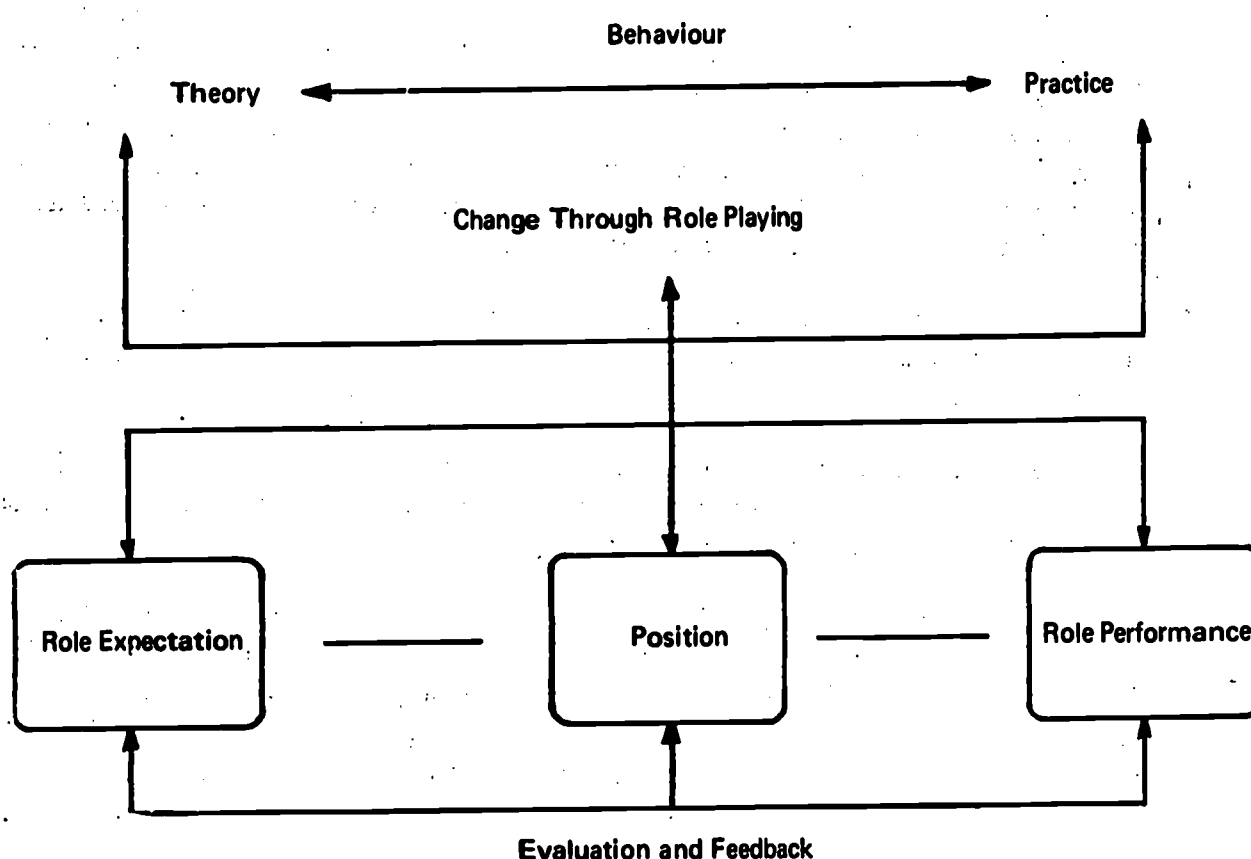 Behaviour
Theory
Practice
Change Through Role Playing
Role Expectation
Position
Role Performance
Evaluation and Feedback